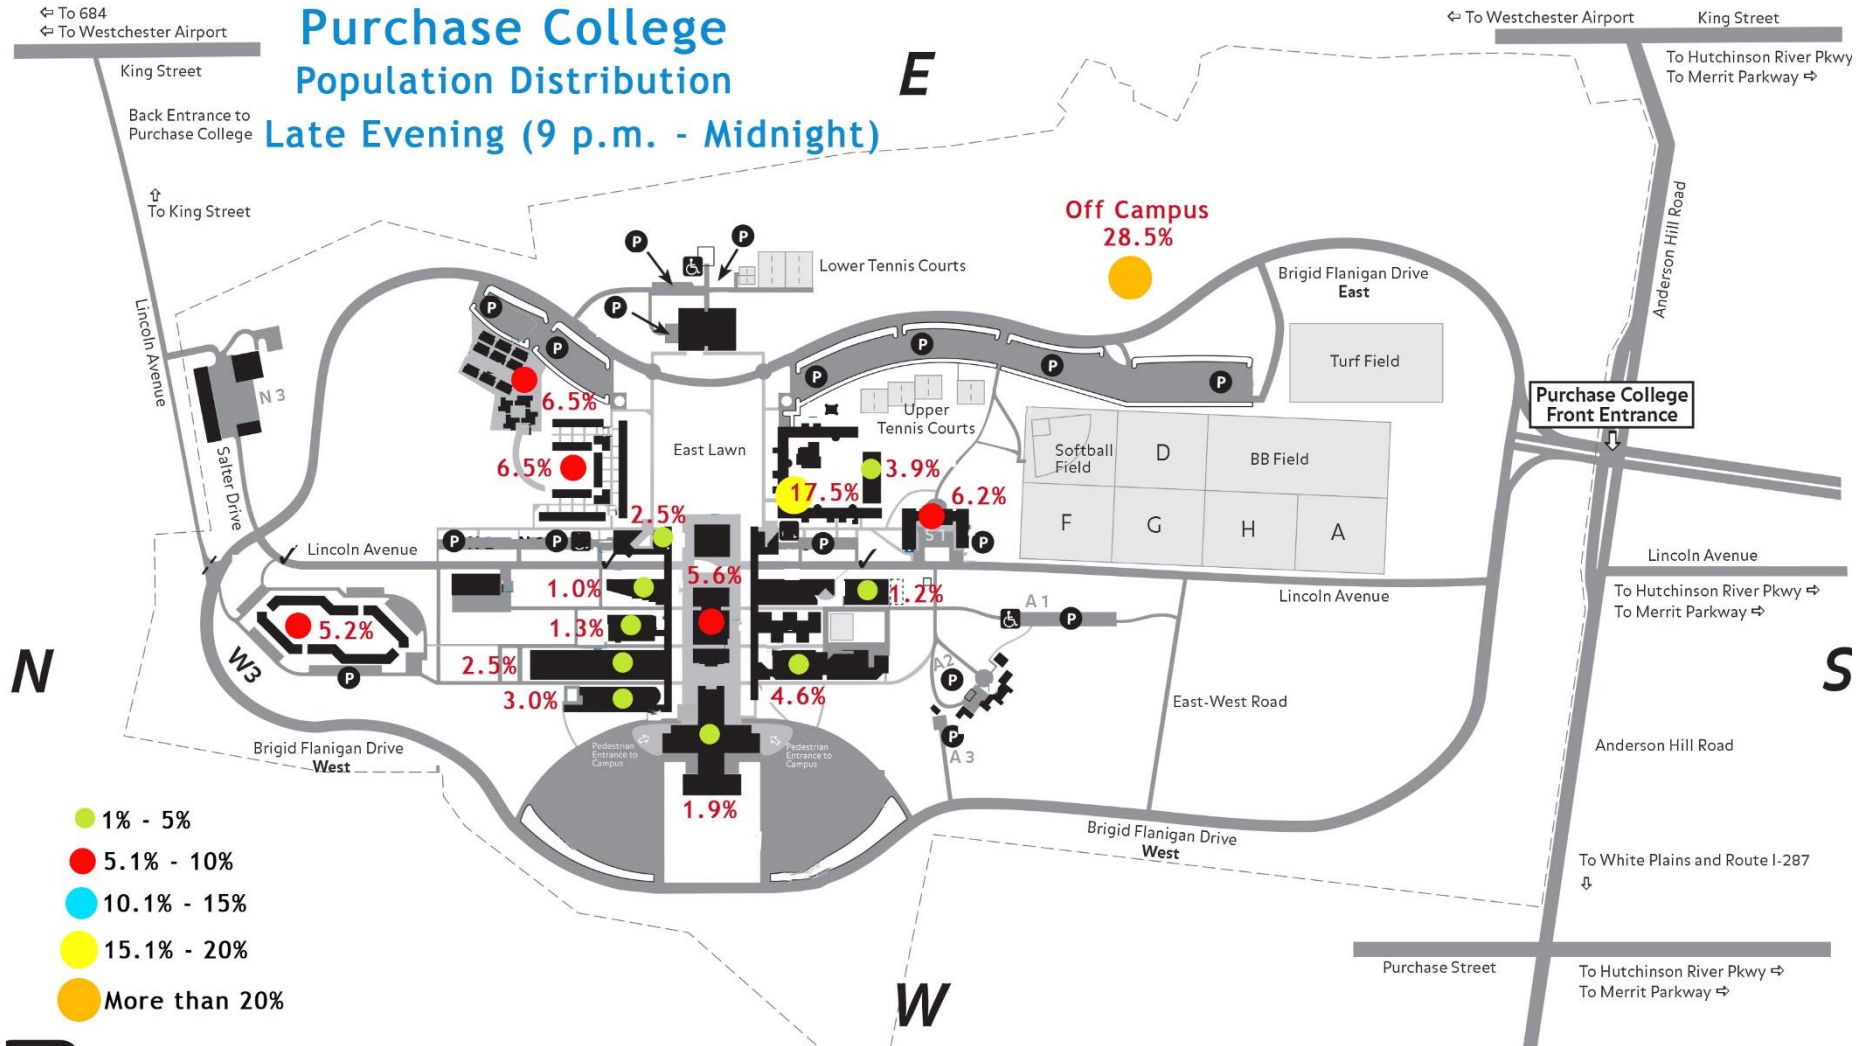 ⇦ To 684
⇦ To Westchester Airport
King Street
Back Entrance to
Purchase College
⇧
To King Street
Purchase College
Population Distribution
Late Evening (9 p.m. - Midnight)
E
⇦ To Westchester Airport
King Street
To Hutchinson River Pkwy
To Merrit Parkway ⇨
Anderson Hill Road
Off Campus
28.5%
Lincoln Avenue
N 3
Salter Drive
P
P
P
P
P
Lower Tennis Courts
Brigid Flanigan Drive
East
Turf Field
P
P
P
P
Purchase College
Front Entrance
⇩
6.5%
6.5%
East Lawn
Upper
Tennis Courts
17.5%
3.9%
6.2%
S 1
Softball
Field
D
BB Field
F
G
H
A
2.5%
P
P
P
P
Lincoln Avenue
Lincoln Avenue
Lincoln Avenue
To Hutchinson River Pkwy ⇨
To Merrit Parkway ⇨
5.6%
1.0%
1.2%
1.3%
2.5%
3.0%
4.6%
5.2%
W3
P
A 1
P
A2
P
A 3
P
N
S
East-West Road
Anderson Hill Road
Brigid Flanigan Drive
West
Pedestrian
Entrance to
Campus
Pedestrian
Entrance to
Campus
1.9%
Brigid Flanigan Drive
West
1% - 5%
5.1% - 10%
10.1% - 15%
15.1% - 20%
More than 20%
To White Plains and Route I-287
⇩
Purchase Street
To Hutchinson River Pkwy ⇨
To Merrit Parkway ⇨
W